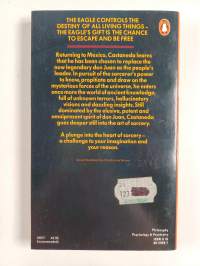 THE EAGLE CONTROLS THE
DESTINY OF ALL LIVING THINGS –
THE EAGLE'S GIFT IS THE CHANCE
TO ESCAPE AND BE FREE
Returning to Mexico, Castaneda learns
that he has been chosen to replace the
now legendary don Juan as the people's
leader. In pursuit of the sorcerer's power
to know, propitiate and draw on the
mysterious forces of the universe, he enters
once more the world of ancient knowledge,
full of unknown terrors, hallucinatory
visions and dazzling insights. Still
dominated by the elusive, potent and
omnipresent spirit of don Juan, Castaneda
goes deeper still into the art of sorcery.
A plunge into the heart of sorcery –
a challenge to your imagination and
your reason.
Philosophy
Psychology & Psychiatry